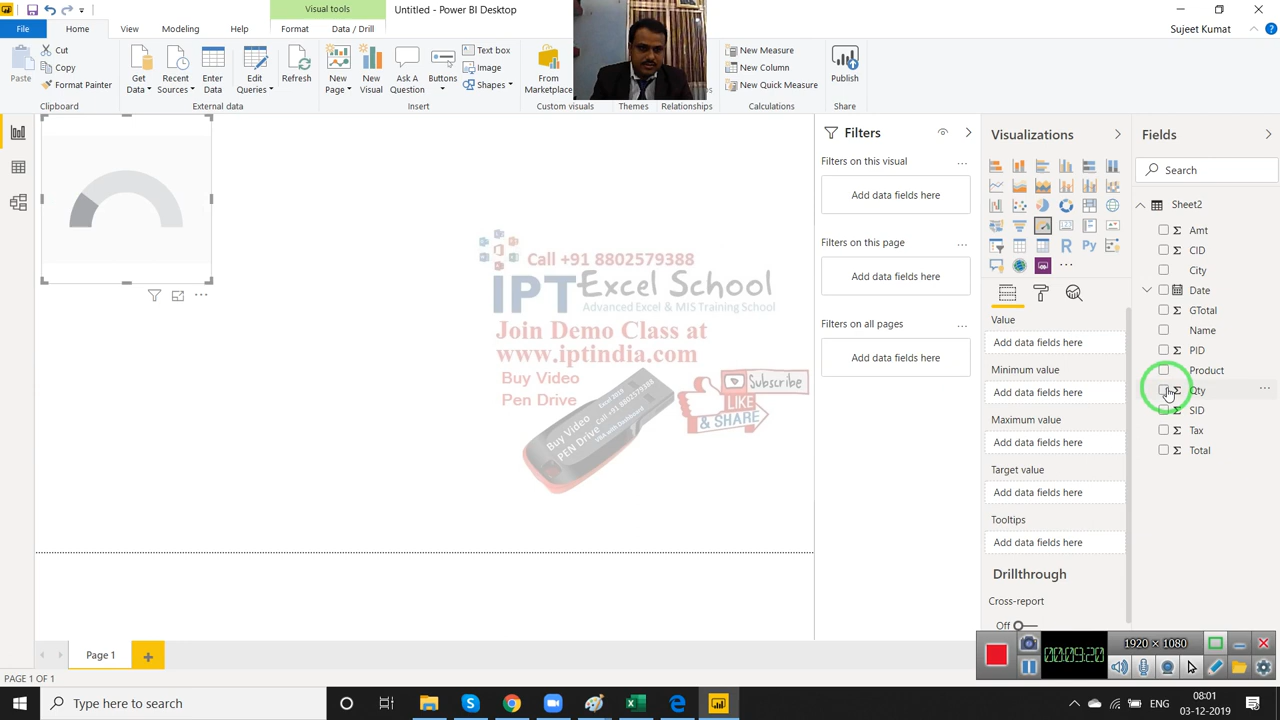 Visual tools
Untitled - Power BI Desktop
File
Home
View
Modeling
Help
Format
Data / Drill
Sujeet Kumat
Paste
Cut
Copy
Format Painter
Clipboard
Get Data
Recent Sources
Enter Data
Edit Queries
Refresh
External data
New Page
New Visual
Ask A Question
Buttons
Text box
Image
Shapes
Insert
From Marketplace
Custom visuals
Themes
Relationships
New Measure
New Column
New Quick Measure
Calculations
Publish
Share
Call +91 8802579388
IPT Excel School
Advanced Excel & MIS Training School
Join Demo Class at
www.iptindia.com
Buy Video
Pen Drive
Subscribe
LIKE
& SHARE
Buy Video
PEN Drive
Filters
Filters on this visual
Add data fields here
Filters on this page
Add data fields here
Filters on all pages
Add data fields here
Visualizations
Value
Add data fields here
Minimum value
Add data fields here
Maximum value
Add data fields here
Target value
Add data fields here
Tooltips
Add data fields here
Drillthrough
Cross-report
Off
Fields
Search
Sheet2
Amt
CID
City
Date
GTotal
Name
PID
Product
Qty
SID
Tax
Total
Page 1
PAGE 1 OF 1
00:09:20
1920 × 1080
Type here to search
ENG
08:01
03-12-2019